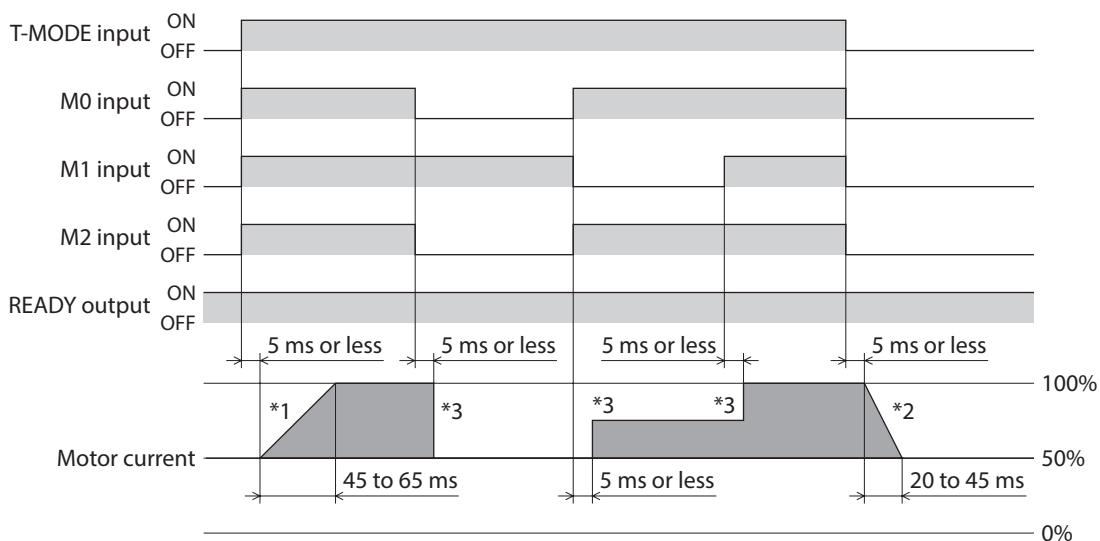 T-MODE input ON
OFF
M0 input ON
OFF
M1 input ON
OFF
M2 input ON
OFF
READY output ON
OFF
5 ms or less 5 ms or less 5 ms or less 5 ms or less
100%
*1 *3 *3 *3 *2
Motor current 50%
45 to 65 ms 5 ms or less 20 to 45 ms
0%